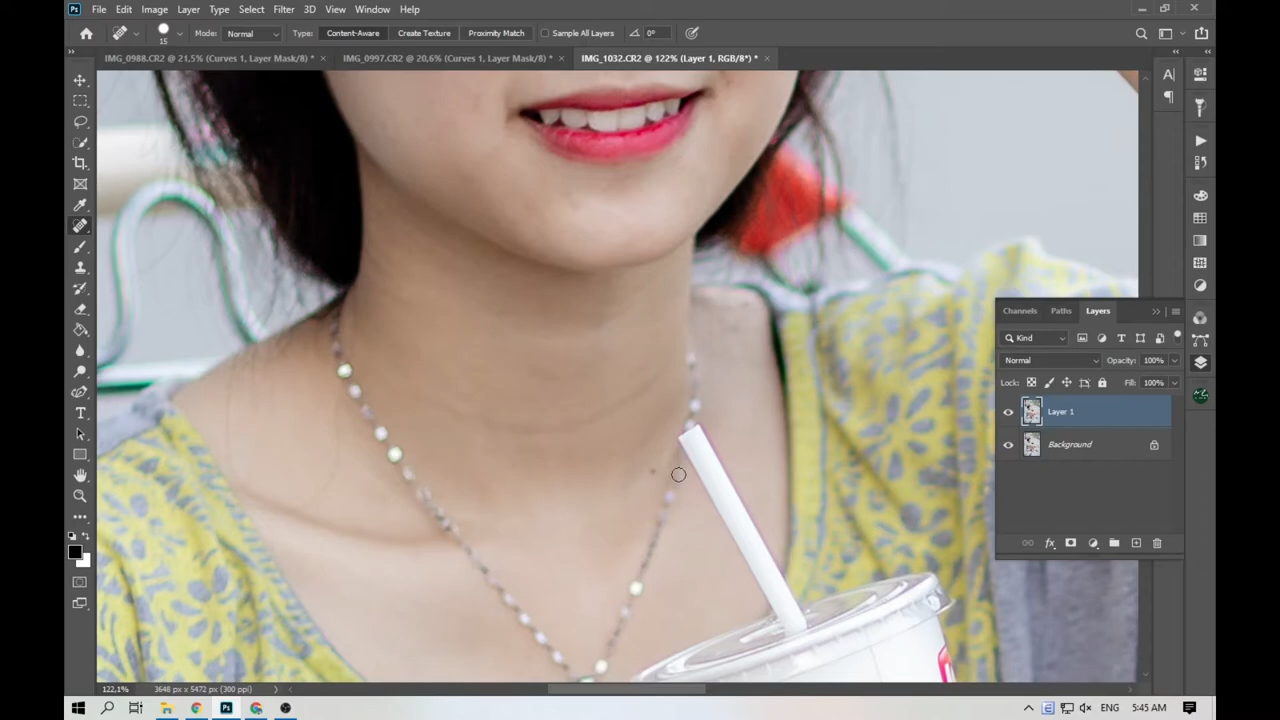 Ps File Edit Image Layer Type Select Filter 3D View Window Help
15 Mode: Normal Type: Content-Aware Create Texture Proximity Match Sample All Layers 0°
IMG_0988.CR2 @ 21,5% (Curves 1, Layer Mask/8) * × IMG_0997.CR2 @ 20,6% (Curves 1, Layer Mask/8) * × IMG_1032.CR2 @ 122% (Layer 1, RGB/8*) * ×
Channels Paths Layers
Kind
Normal Opacity: 100%
Lock: Fill: 100%
Layer 1
Background
122,1% 3648 px x 5472 px (300 ppi)
Ps ENG 5:45 AM